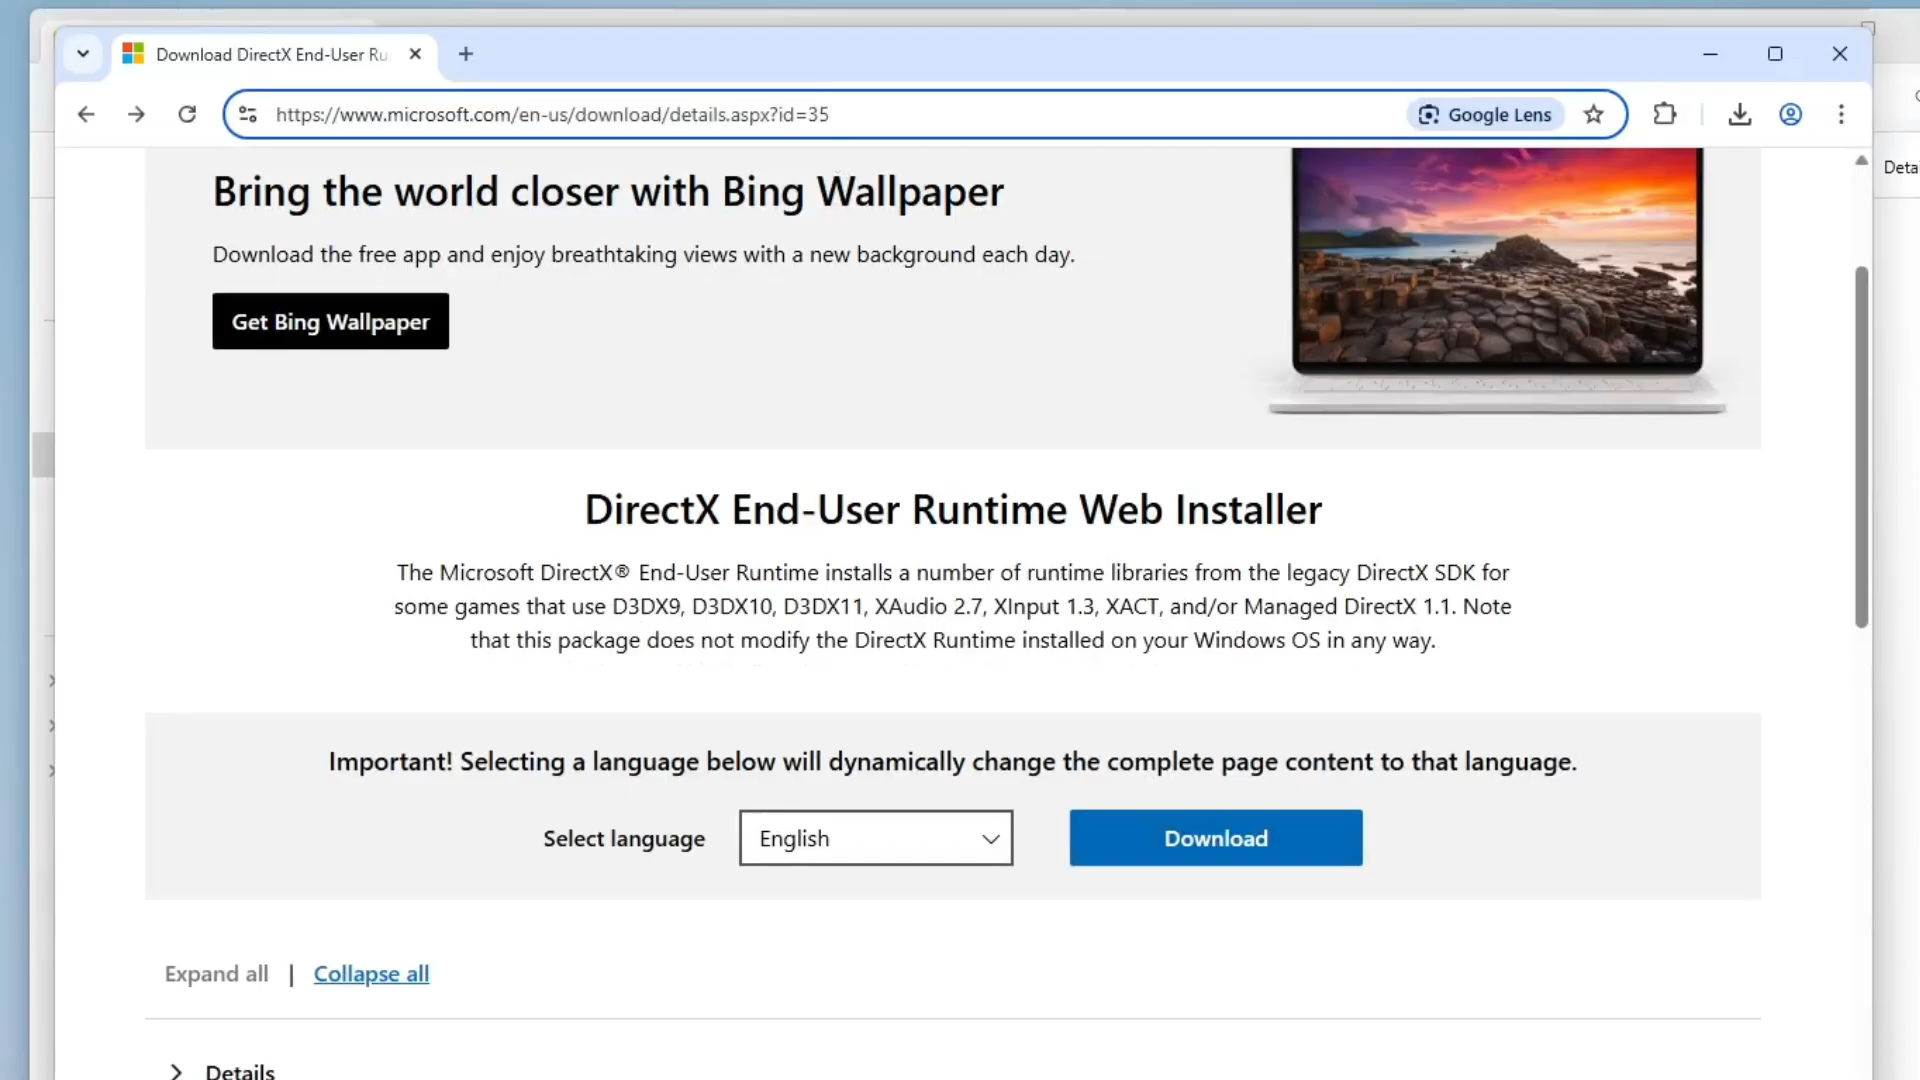 Download DirectX End-User Ru
https://www.microsoft.com/en-us/download/details.aspx?id=35
Google Lens
Detai
Bring the world closer with Bing Wallpaper
Download the free app and enjoy breathtaking views with a new background each day.
Get Bing Wallpaper
DirectX End-User Runtime Web Installer
The Microsoft DirectX® End-User Runtime installs a number of runtime libraries from the legacy DirectX SDK for
some games that use D3DX9, D3DX10, D3DX11, XAudio 2.7, XInput 1.3, XACT, and/or Managed DirectX 1.1. Note
that this package does not modify the DirectX Runtime installed on your Windows OS in any way.
Important! Selecting a language below will dynamically change the complete page content to that language.
Select language
English
Download
Expand all | Collapse all
Details